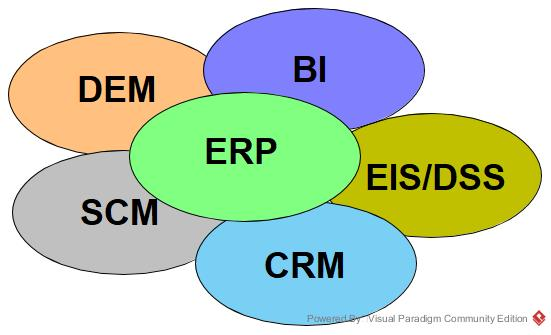 BI
DEM
ERP
EIS/DSS
SCM
CRM
Powered By Visual Paradigm Community Edition